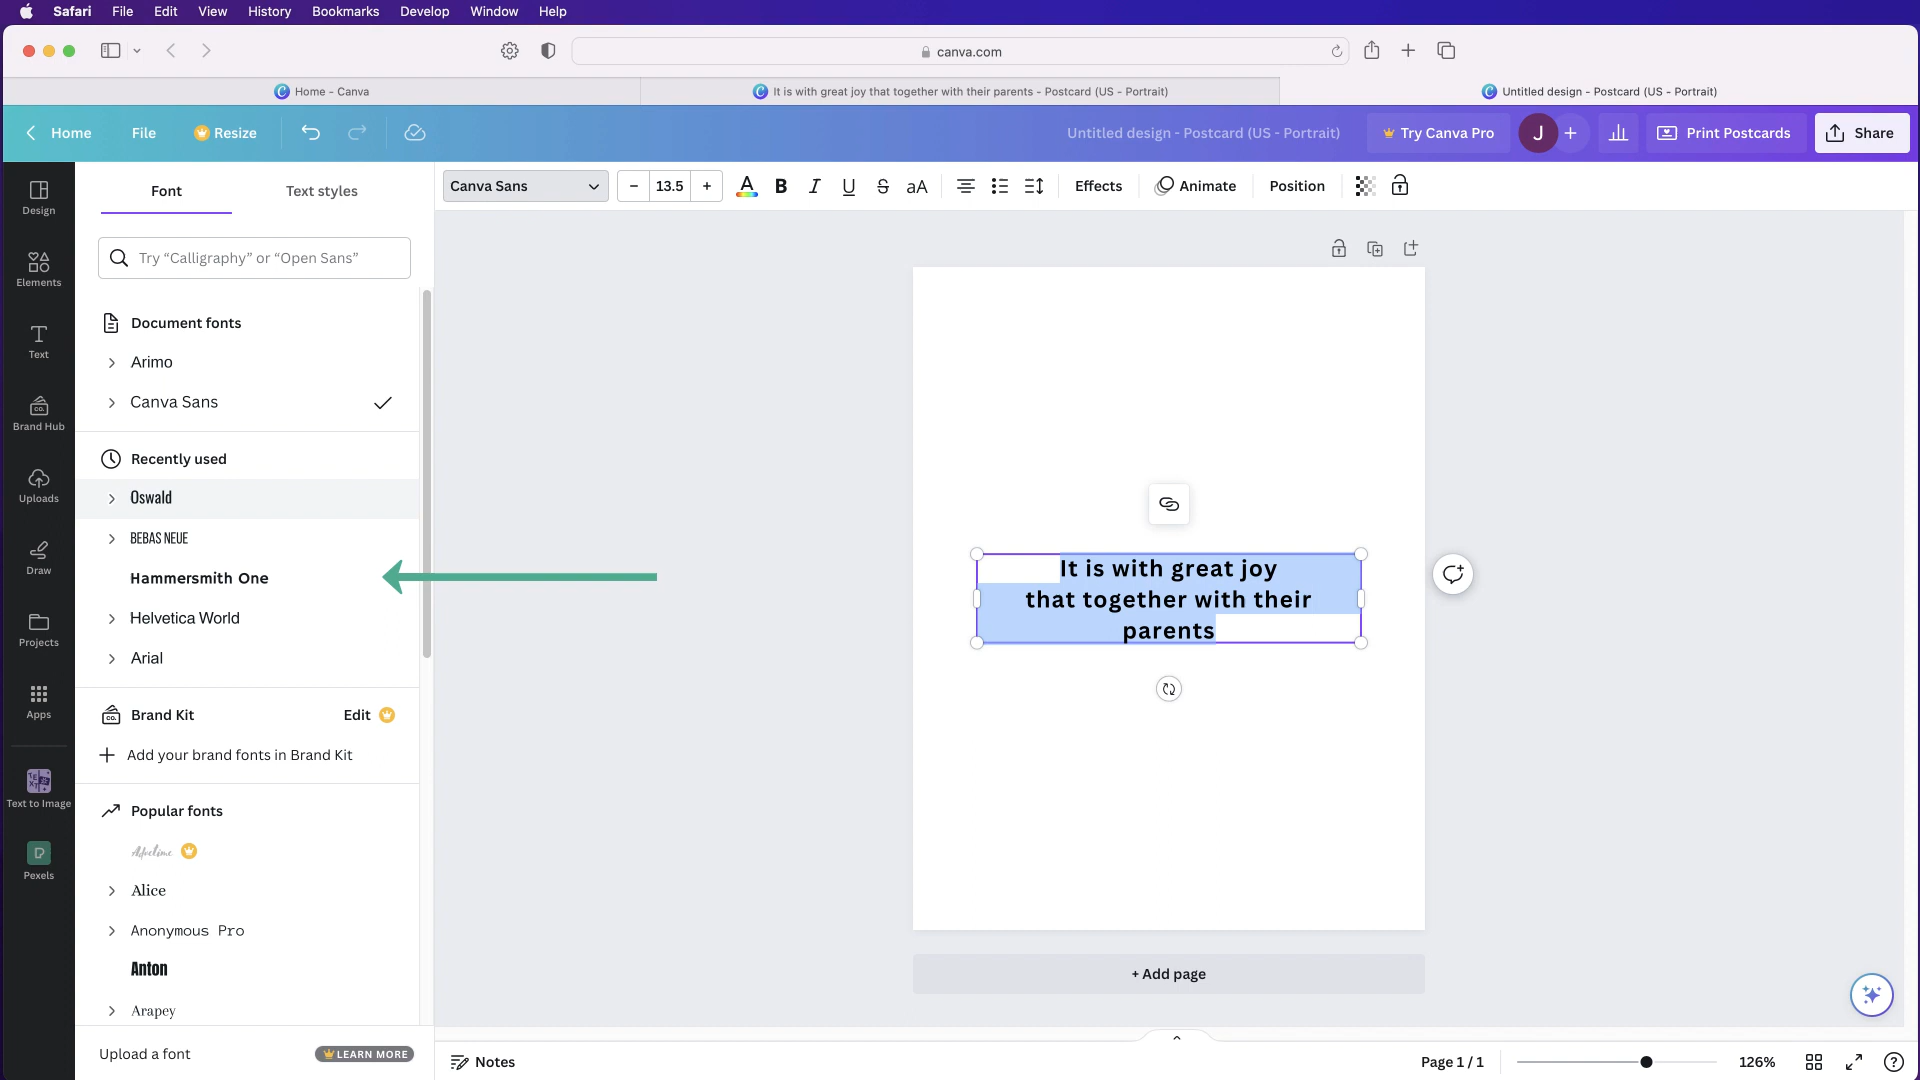 Safari File Edit View History Bookmarks Develop Window Help
canva.com
Home - Canva
It is with great joy that together with their parents - Postcard (US - Portrait)
Untitled design - Postcard (US - Portrait)
Home File Resize
Untitled design - Postcard (US - Portrait)
Try Canva Pro
J
Print Postcards
Share
Design
Elements
Text
Brand Hub
Uploads
Draw
Projects
Apps
Text to Image
Pexels
Font
Text styles
Try “Calligraphy” or “Open Sans”
Document fonts
Arimo
Canva Sans
Recently used
Oswald
BEBAS NEUE
Hammersmith One
Helvetica World
Arial
Brand Kit
Edit
Add your brand fonts in Brand Kit
Popular fonts
Alice
Anonymous Pro
Anton
Arapey
Upload a font
LEARN MORE
Canva Sans
– 13.5 +
A B I U S aA
Effects
Animate
Position
It is with great joy
that together with their
parents
+ Add page
Notes
Page 1 / 1
126%